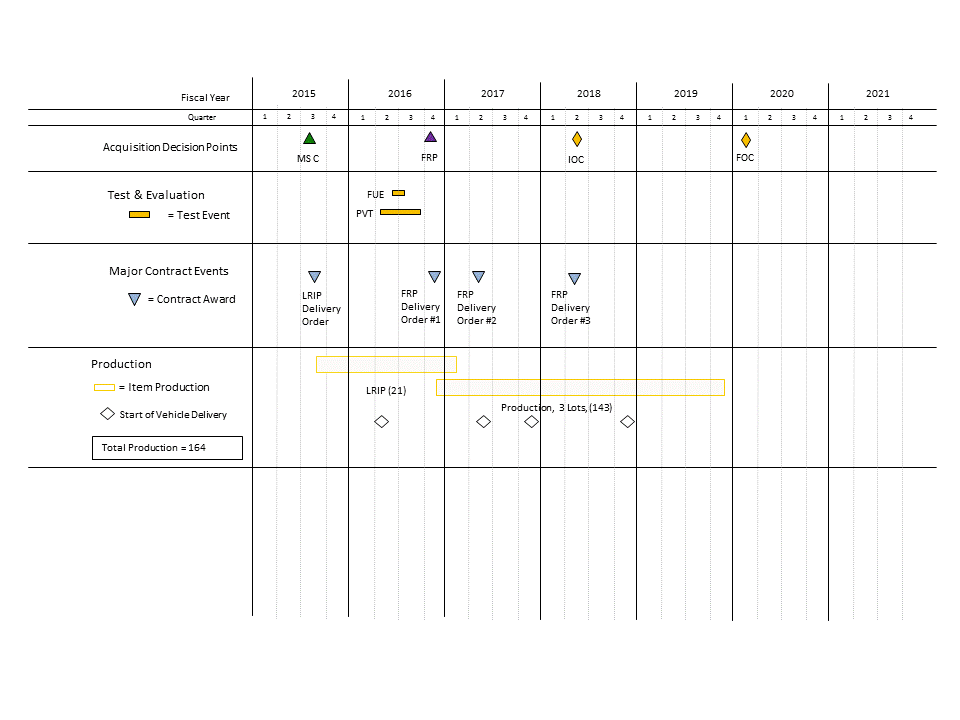 Fiscal Year 2015 2016 2017 2018 2019 2020 2021
Quarter 1 2 3 4 1 2 3 4 1 2 3 4 1 2 3 4 1 2 3 4 1 2 3 4 1 2 3 4
Acquisition Decision Points
MS C FRP IOC FOC
Test & Evaluation
= Test Event
FUE
PVT
Major Contract Events
= Contract Award
LRIP
Delivery
Order
FRP
Delivery
Order #1
FRP
Delivery
Order #2
FRP
Delivery
Order #3
Production
= Item Production
Start of Vehicle Delivery
Total Production = 164
LRIP (21)
Production, 3 Lots, (143)